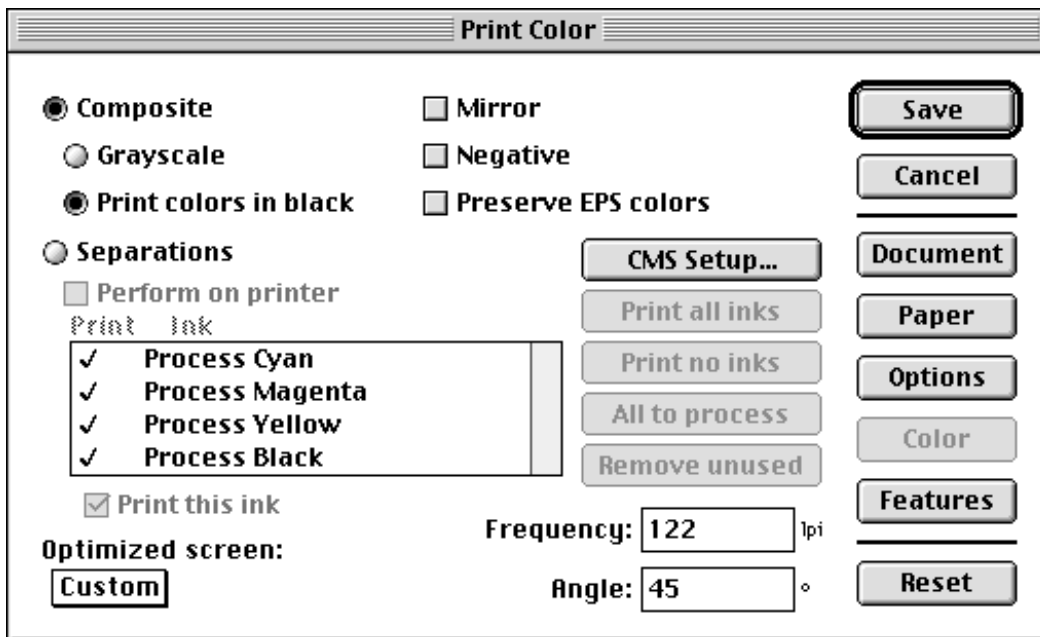 Print Color
Composite
Grayscale
Print colors in black
Separations
Perform on printer
Print Ink
Process Cyan
Process Magenta
Process Yellow
Process Black
Print this ink
Optimized screen:
Custom
Mirror
Negative
Preserve EPS colors
CMS Setup...
Print all inks
Print no inks
All to process
Remove unused
Frequency: 122 lpi
Angle: 45 °
Save
Cancel
Document
Paper
Options
Color
Features
Reset